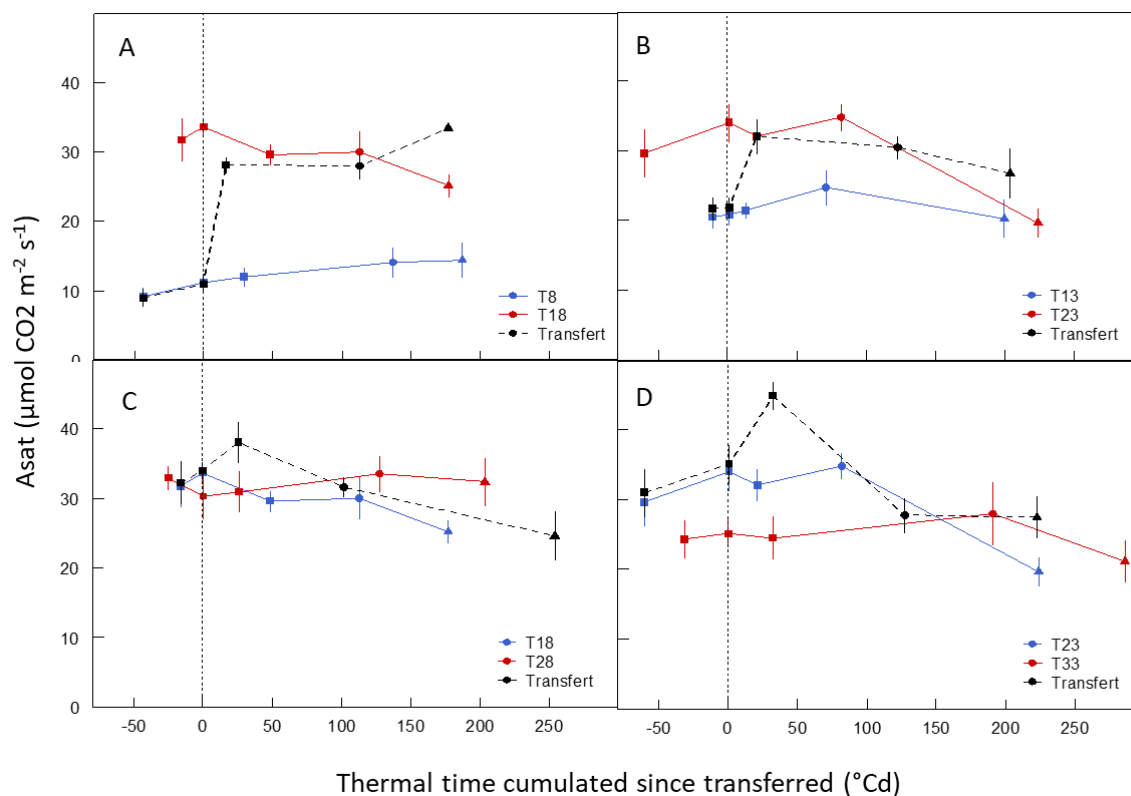 A
40
30
20
10
0
T8
T18
Transfert
B
T13
T23
Transfert
C
40
30
20
10
0
T18
T28
Transfert
-50 0 50 100 150 200 250
D
T23
T33
Transfert
-50 0 50 100 150 200 250
Asat (µmol CO2 m-2 s-1)
Thermal time cumulated since transferred (°Cd)